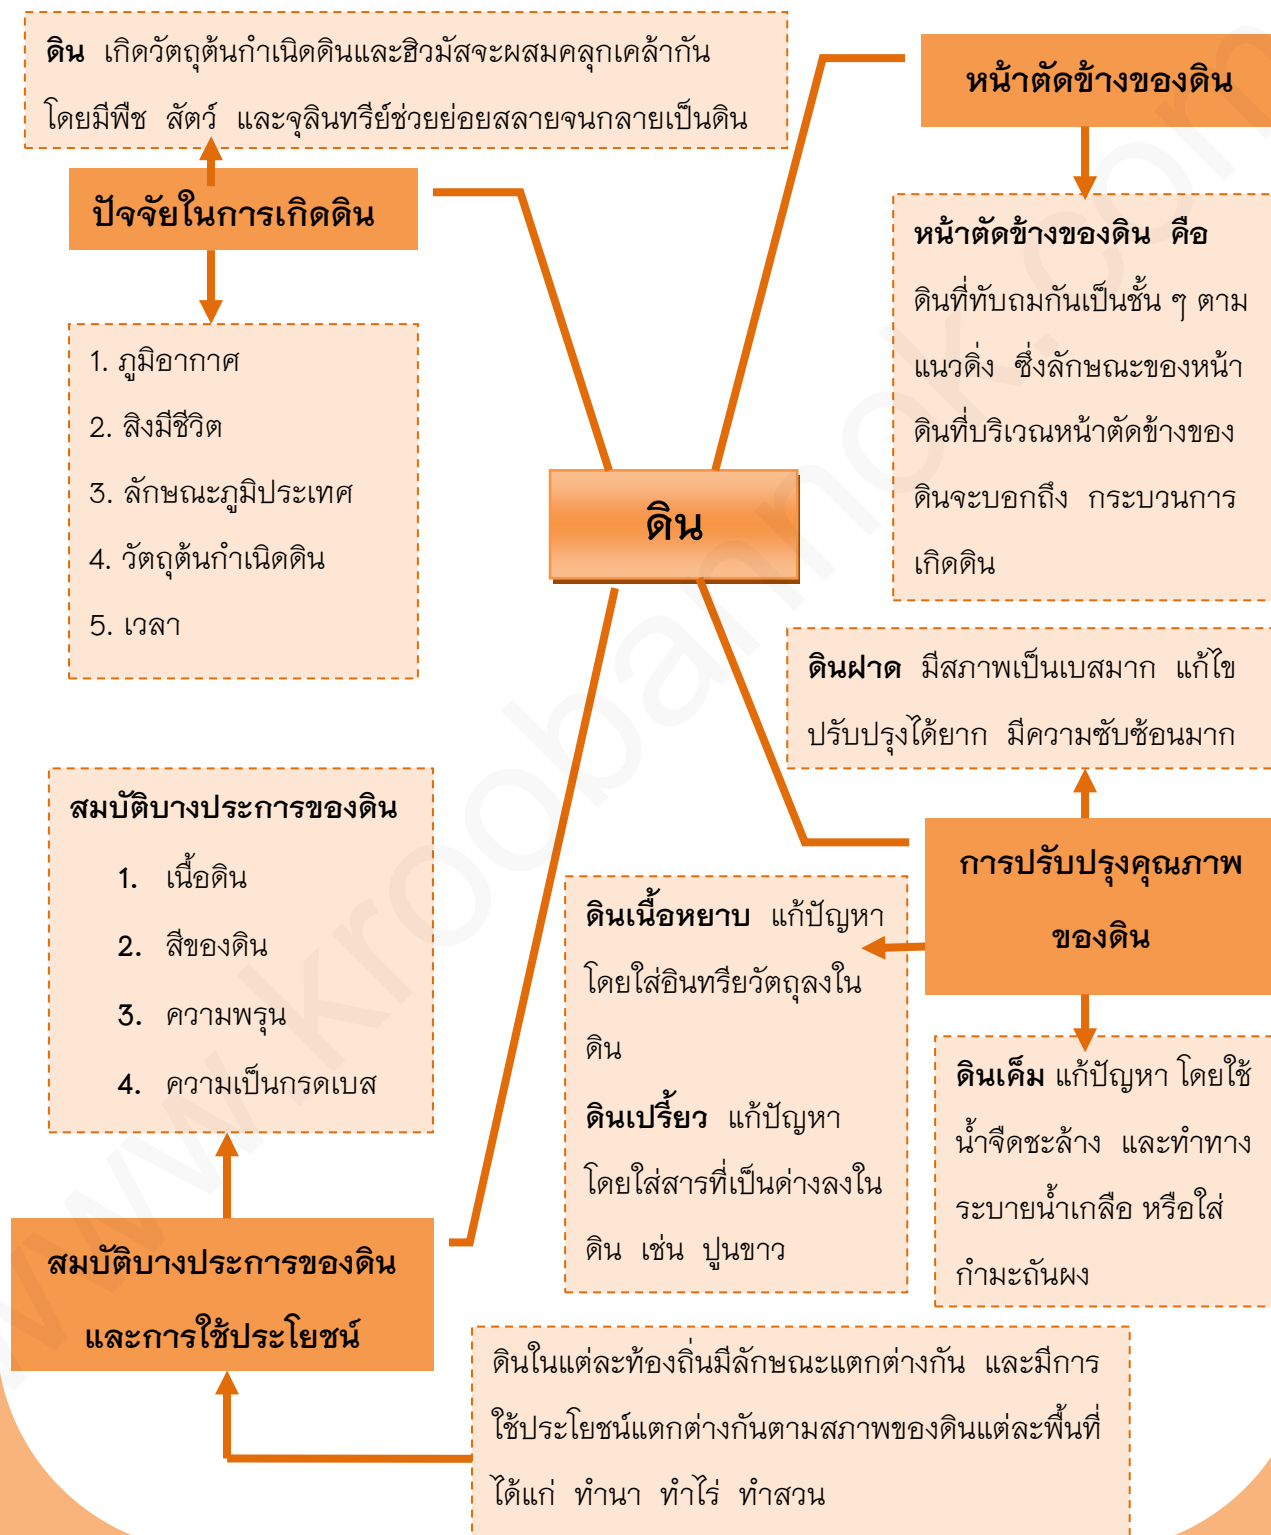 ดิน เกิดวัตถุต้นกำเนิดดินและฮิวมัสจะผสมคลุกเคล้ากัน
โดยมีพืช สัตว์ และจุลินทรีย์ช่วยย่อยสลายจนกลายเป็นดิน
ปัจจัยในการเกิดดิน
1. ภูมิอากาศ
2. สิงมีชีวิต
3. ลักษณะภูมิประเทศ
4. วัตถุต้นกำเนิดดิน
5. เวลา
หน้าตัดข้างของดิน
หน้าตัดข้างของดิน คือ
ดินที่ทับถมกันเป็นชั้น ๆ ตาม
แนวดิ่ง ซึ่งลักษณะของหน้า
ดินที่บริเวณหน้าตัดข้างของ
ดินจะบอกถึง กระบวนการ
เกิดดิน
ดิน
ดินฝาด มีสภาพเป็นเบสมาก แก้ไข
ปรับปรุงได้ยาก มีความซับซ้อนมาก
การปรับปรุงคุณภาพ
ของดิน
ดินเนื้อหยาบ แก้ปัญหา
โดยใส่อินทรียวัตถุลงใน
ดิน
ดินเปรี้ยว แก้ปัญหา
โดยใส่สารที่เป็นด่างลงใน
ดิน เช่น ปูนขาว
ดินเค็ม แก้ปัญหา โดยใช้
น้ำจืดชะล้าง และทำทาง
ระบายน้ำเกลือ หรือใส่
กำมะถันผง
สมบัติบางประการของดิน
1. เนื้อดิน
2. สีของดิน
3. ความพรุน
4. ความเป็นกรดเบส
สมบัติบางประการของดิน
และการใช้ประโยชน์
ดินในแต่ละท้องถิ่นมีลักษณะแตกต่างกัน และมีการ
ใช้ประโยชน์แตกต่างกันตามสภาพของดินแต่ละพื้นที่
ได้แก่ ทำนา ทำไร่ ทำสวน
www.kroobannok.com